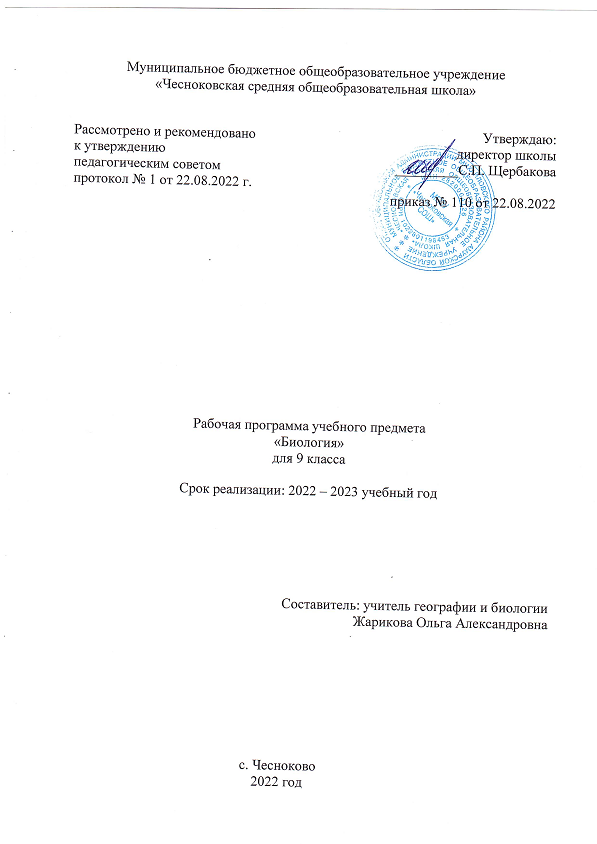 Муниципальное бюджетное общеобразовательное учреждение
«Чесноковская средняя общеобразовательная школа»
Рассмотрено и рекомендовано
к утверждению
педагогическим советом
протокол № 1 от 22.08.2022 г.
Утверждаю:
директор школы
С.П. Щербакова
приказ № 110 от 22.08.2022
Рабочая программа учебного предмета
«Биология»
для 9 класса
Срок реализации: 2022 – 2023 учебный год
Составитель: учитель географии и биологии
Жарикова Ольга Александровна
с. Чесноково
2022 год